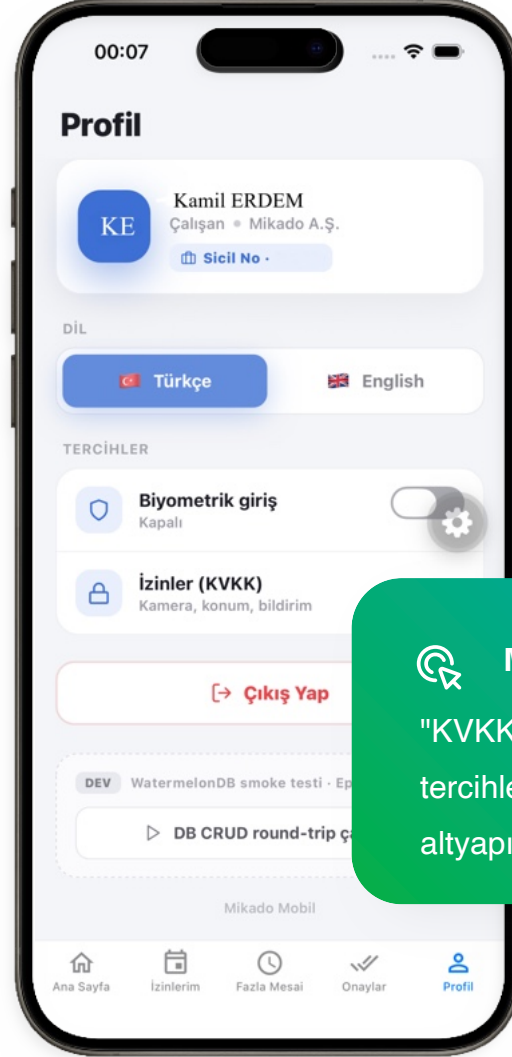 00:07
Profil
KE
Kamil ERDEM
Çalışan • Mikado A.Ş.
Sicil No ·
DİL
Türkçe
English
TERCİHLER
Biyometrik giriş
Kapalı
İzinler (KVKK)
Kamera, konum, bildirim
Çıkış Yap
M
"KVKK
tercihle
altyapı
DEV WatermelonDB smoke testi · Ep
DB CRUD round-trip ça
Mikado Mobil
Ana Sayfa
İzinlerim
Fazla Mesai
Onaylar
Profil